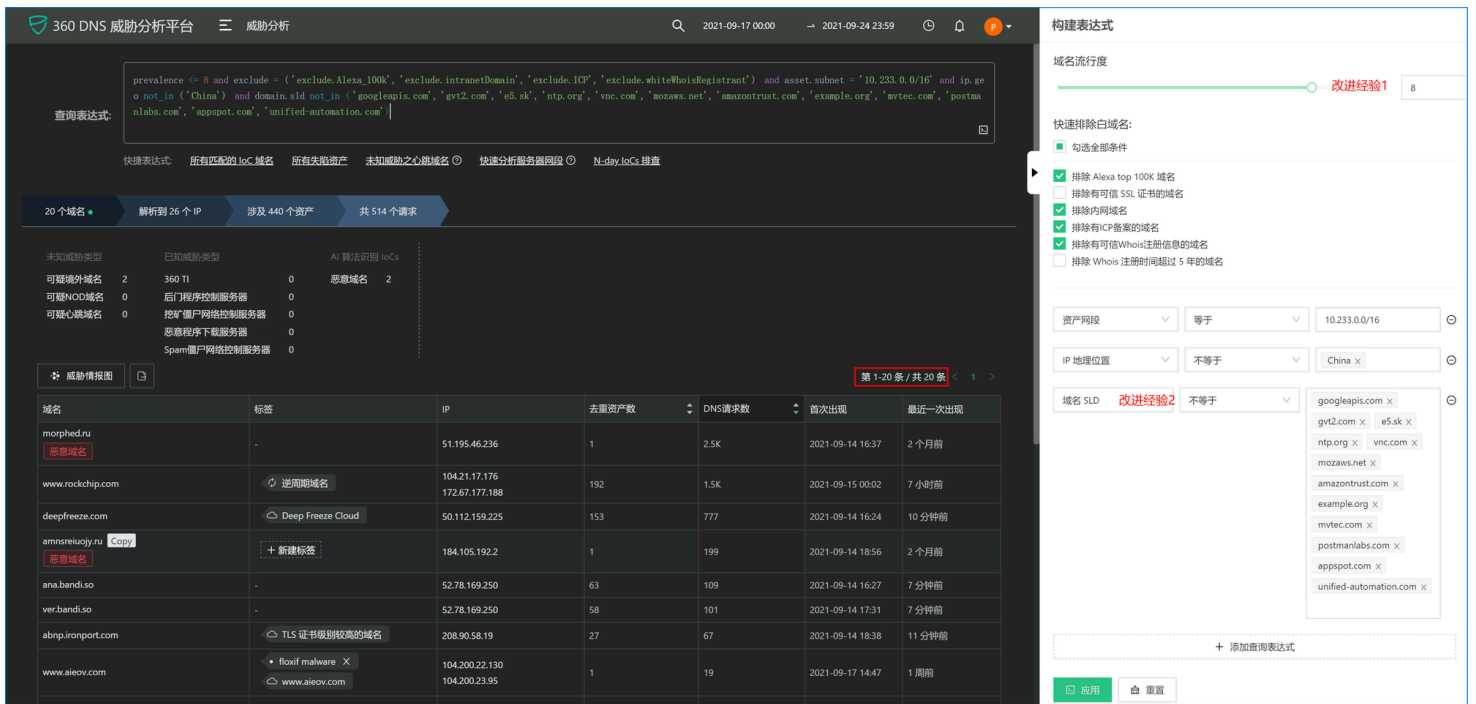 360 DNS 威胁分析平台
威胁分析
2021-09-17 00:00 → 2021-09-24 23:59
P
prevalence <= 8 and exclude = ('exclude.Alexa_100k', 'exclude.intranetDomain', 'exclude.ICP', 'exclude.whiteWhoisRegistrant') and asset.subnet = '10.233.0.0/16' and ip.ge
o not_in ('China') and domain.sld not_in ('googleapis.com', 'gvt2.com', 'e5.sk', 'ntp.org', 'vnc.com', 'mozaws.net', 'amazontrust.com', 'example.org', 'mvtec.com', 'postma
nlabs.com', 'appspot.com', 'unified-automation.com')
查询表达式:
快捷表达式: 所有匹配的 IoC 域名 所有失陷资产 未知威胁之心跳域名 快速分析服务器网段 N-day IoCs 排查
20 个域名 解析到 26 个 IP 涉及 440 个资产 共 514 个请求
未知威胁类型 已知威胁类型 AI 算法识别 IoCs
可疑境外域名 2 360 TI 0 恶意域名 2
可疑NOD域名 0 后门程序控制服务器 0
可疑心跳域名 0 挖矿僵尸网络控制服务器 0
恶意程序下载服务器 0
Spam僵尸网络控制服务器 0
威胁情报图 第 1-20 条 / 共 20 条 < 1 >
域名 标签 IP 去重资产数 DNS请求数 首次出现 最近一次出现
morphed.ru
恶意域名
- 51.195.46.236 1 2.5K 2021-09-14 16:37 2 个月前
www.rockchip.com 逆周期域名 104.21.17.176
172.67.177.188
192 1.5K 2021-09-15 00:02 7 小时前
deepfreeze.com Deep Freeze Cloud 50.112.159.225 153 777 2021-09-14 16:24 10 分钟前
amnsreiuojy.ru Copy
恶意域名
+ 新建标签 184.105.192.2 1 199 2021-09-14 18:56 2 个月前
ana.bandi.so - 52.78.169.250 63 109 2021-09-14 16:27 7 分钟前
ver.bandi.so - 52.78.169.250 58 101 2021-09-14 17:31 7 分钟前
abnp.ironport.com TLS 证书级别较高的域名 208.90.58.19 27 67 2021-09-14 18:38 11 分钟前
www.aieov.com • floxif malware X
www.aieov.com
104.200.22.130
104.200.23.95
1 19 2021-09-17 14:47 1 周前
构建表达式
域名流行度
改进经验1 8
快速排除白域名:
勾选全部条件
排除 Alexa top 100K 域名
排除有可信 SSL 证书的域名
排除内网域名
排除有ICP备案的域名
排除有可信Whois注册信息的域名
排除 Whois 注册时间超过 5 年的域名
资产网段 等于 10.233.0.0/16
IP 地理位置 不等于 China ×
域名 SLD 改进经验2 不等于 googleapis.com ×
gvt2.com × e5.sk ×
ntp.org × vnc.com ×
mozaws.net ×
amazontrust.com ×
example.org ×
mvtec.com ×
postmanlabs.com ×
appspot.com ×
unified-automation.com ×
+ 添加查询表达式
应用 重置